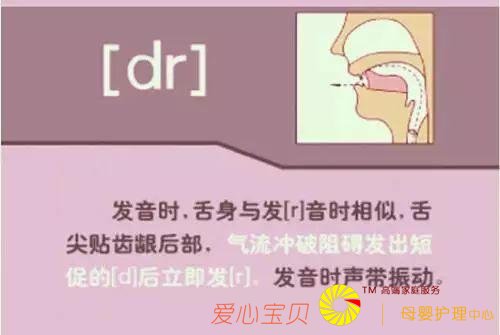 [dr]
发音时,舌身与发[r]音时相似,舌
尖贴齿龈后部，气流冲破阻碍发出短
促的[d]后立即发[r]。发音时声带振动。
TM 高端家庭服务
爱心宝贝 | 母婴护理中心